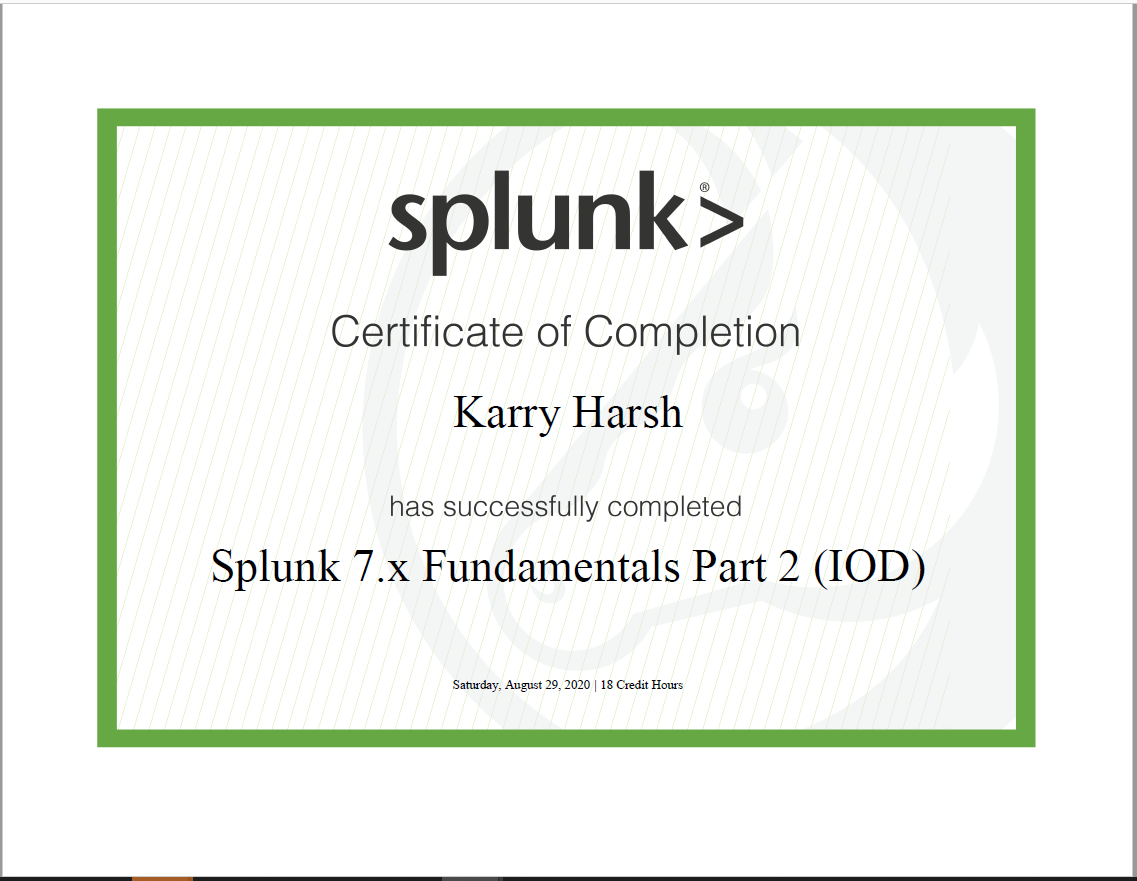 splunk>®
Certificate of Completion
Karry Harsh
has successfully completed
Splunk 7.x Fundamentals Part 2 (IOD)
Saturday, August 29, 2020 | 18 Credit Hours